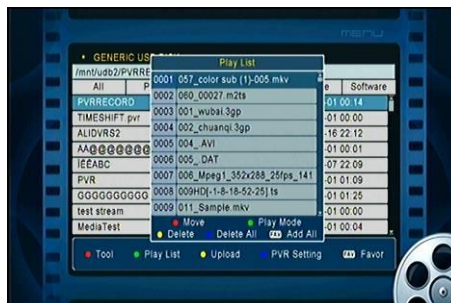 menu
GENERIC US
/mnt/udb2/PVRRE
All P e Software
PVRRECORD -01 00:14
TIMESHIFT.pvr -01 00:00
ALIDVRS2 -16 22:12
AA@@@@@@ -01 00:01
ÍÉÈABC -07 22:09
PVR -01 01:09
GGGGGGGGG -01 01:25
test stream -01 00:00
MediaTest -01 00:04
Play List
0001 057_color sub (1)-005.mkv
0002 060_00027.m2ts
0003 001_wubai.3gp
0004 002_chuanqi.3gp
0005 004_.AVI
0006 005_.DAT
0007 006_Mpeg1_352x288_25fps_141
0008 009HD[-1-8-18-52-25].ts
0009 011_Sample.mkv
Move Play Mode
Delete Delete All FAV Add All
Tool Play List Upload PVR Setting FAV Favor